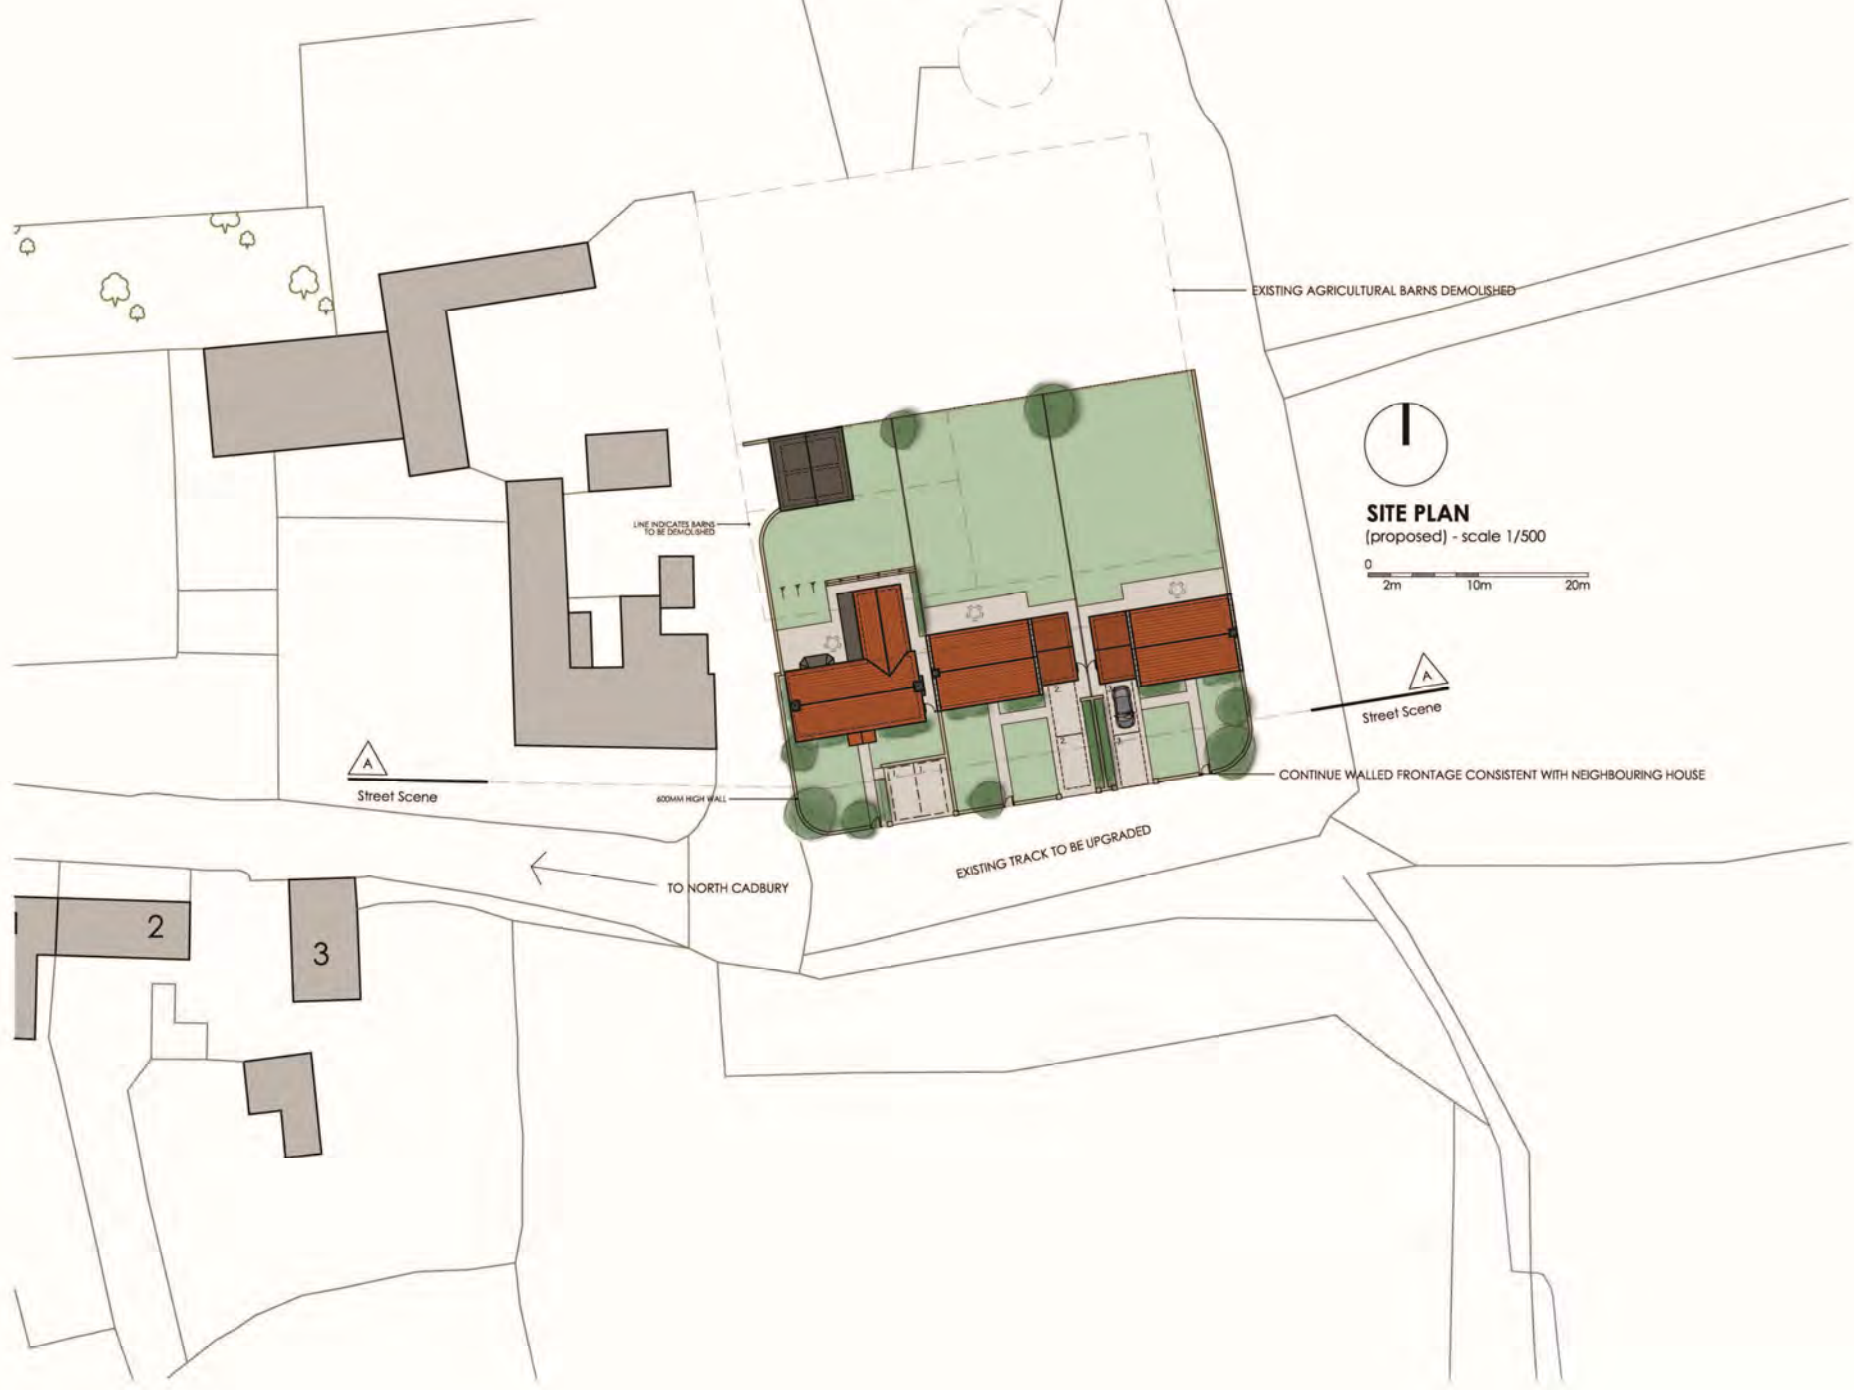 EXISTING AGRICULTURAL BARNS DEMOLISHED
SITE PLAN
(proposed) - scale 1/500
0
2m 10m 20m
LINE INDICATES BARNS
TO BE DEMOLISHED
A
Street Scene
A
Street Scene
CONTINUE WALLED FRONTAGE CONSISTENT WITH NEIGHBOURING HOUSE
600MM HIGH WALL
EXISTING TRACK TO BE UPGRADED
TO NORTH CADBURY
2
3